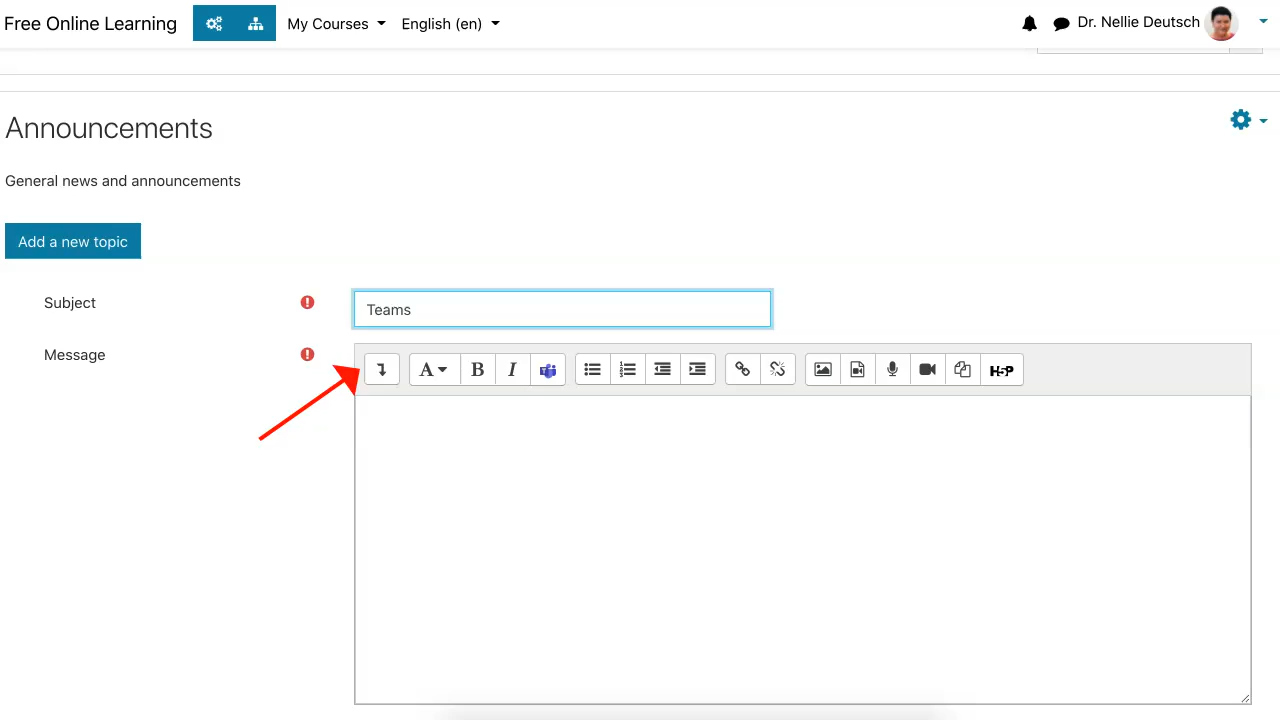 Free Online Learning My Courses English (en) Dr. Nellie Deutsch
Announcements
General news and announcements
Add a new topic
Subject
Teams
Message
A B I H5P